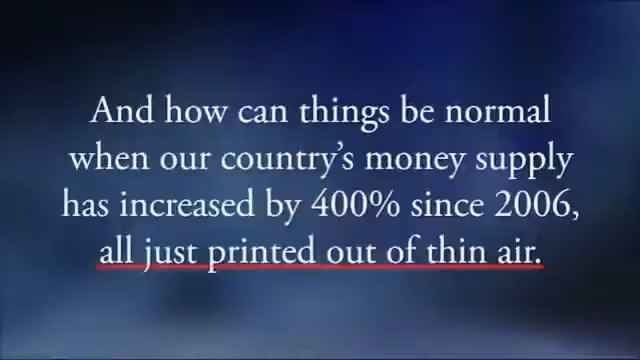 And how can things be normal
when our country's money supply
has increased by 400% since 2006,
all just printed out of thin air.